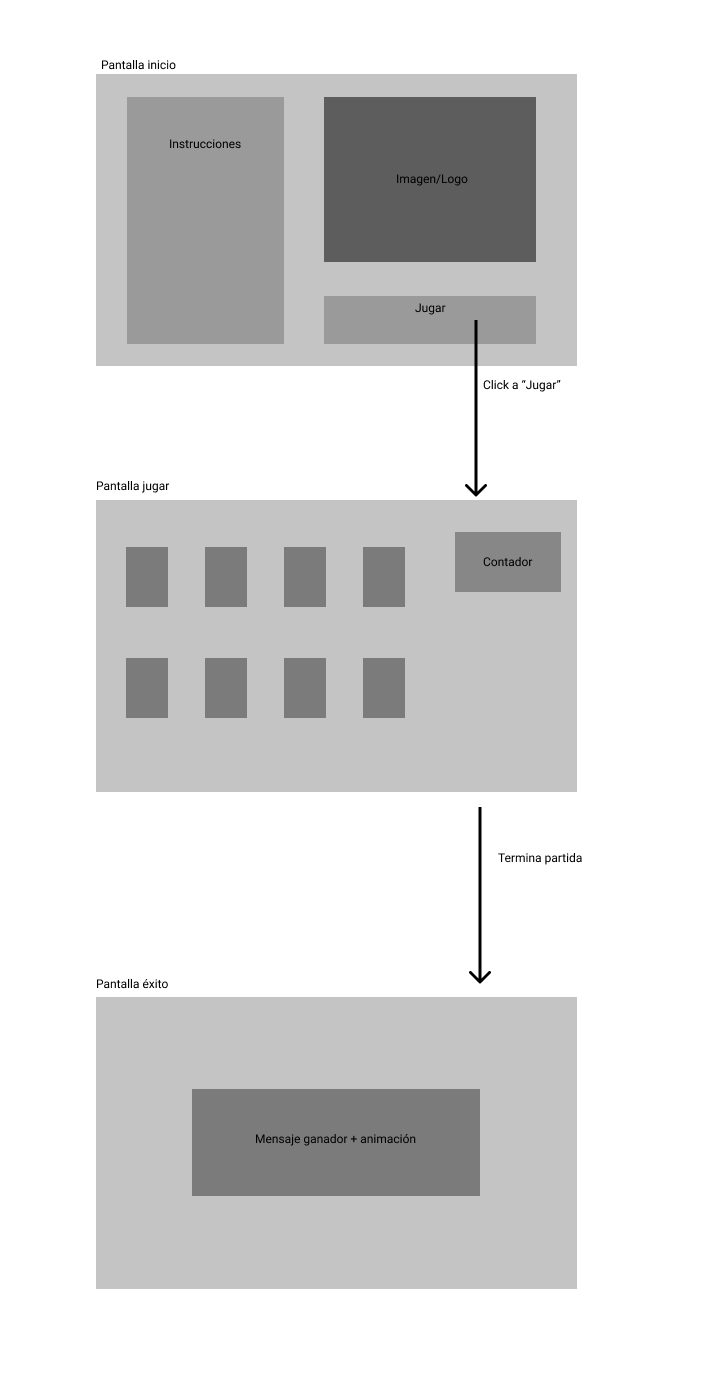 Pantalla inicio
Instrucciones
Imagen/Logo
Jugar
Click a “Jugar”
Pantalla jugar
Contador
Termina partida
Pantalla éxito
Mensaje ganador + animación